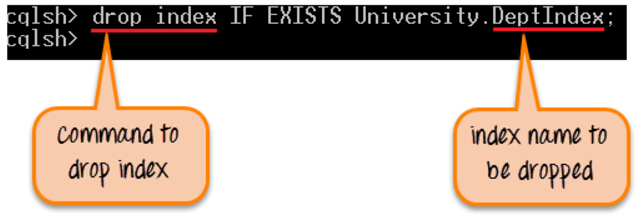 cqlsh> drop index IF EXISTS University.DeptIndex;
cqlsh>
command to
drop index
index name to
be dropped